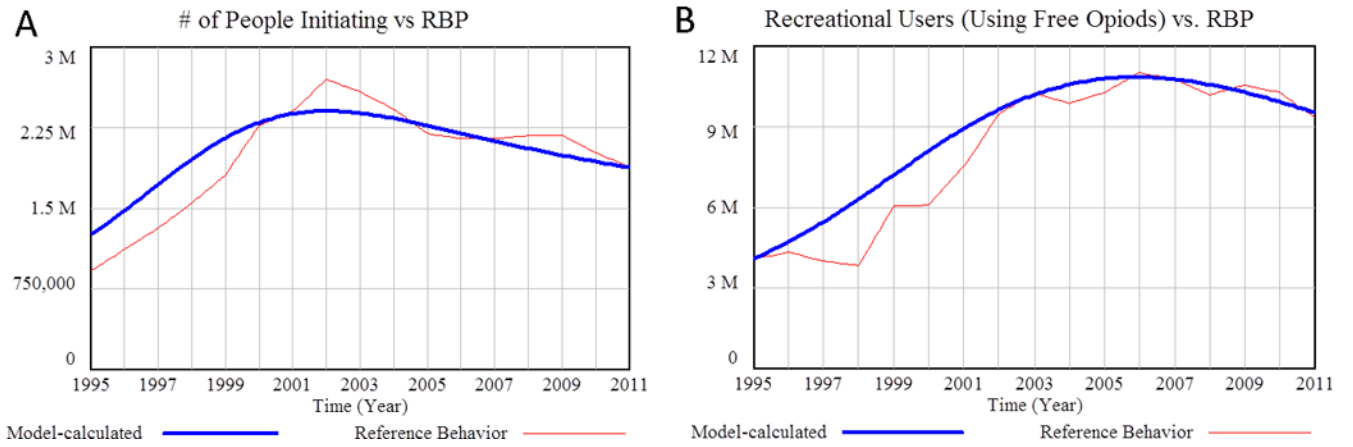 A
# of People Initiating vs RBP
3 M
2.25 M
1.5 M
750,000
0
1995 1997 1999 2001 2003 2005 2007 2009 2011
Time (Year)
Model-calculated Reference Behavior
B
Recreational Users (Using Free Opiods) vs. RBP
12 M
9 M
6 M
3 M
0
1995 1997 1999 2001 2003 2005 2007 2009 2011
Time (Year)
Model-calculated Reference Behavior